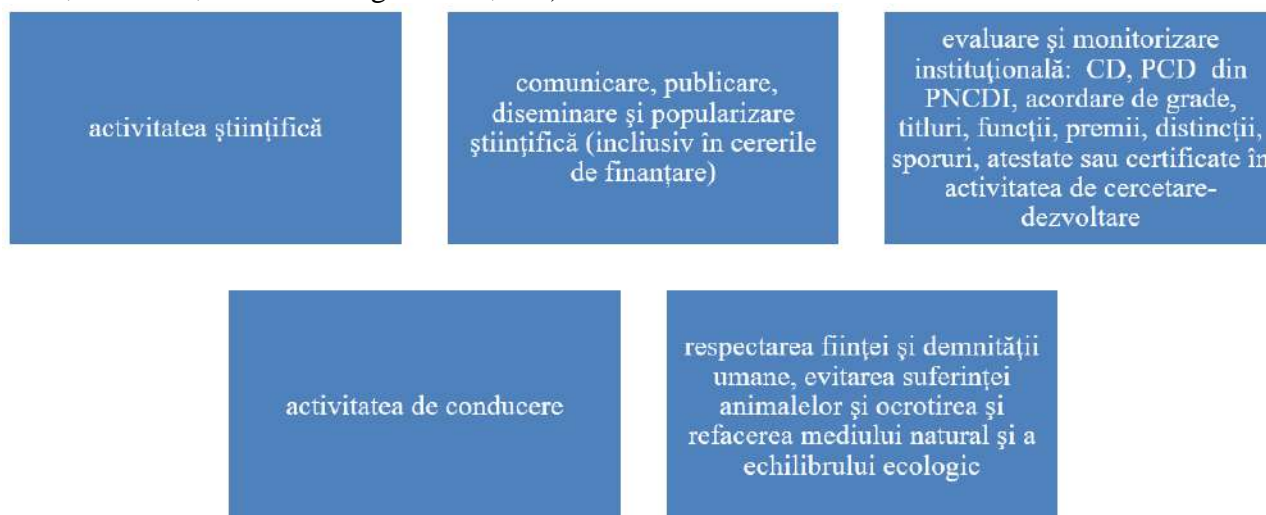 activitatea științifică
comunicare, publicare,
diseminare şi popularizare
ştiinţifică (incliusiv în cererile
de finanţare)
evaluare şi monitorizare
instituţională: CD, PCD din
PNCDI, acordare de grade,
titluri, funcţii, premii, distincţii,
sporuri, atestate sau certificate în
activitatea de cercetare-
dezvoltare
activitatea de conducere
respectarea fiinţei şi demnităţii
umane, evitarea suferinţei
animalelor şi ocrotirea şi
refacerea mediului natural şi a
echilibrului ecologic